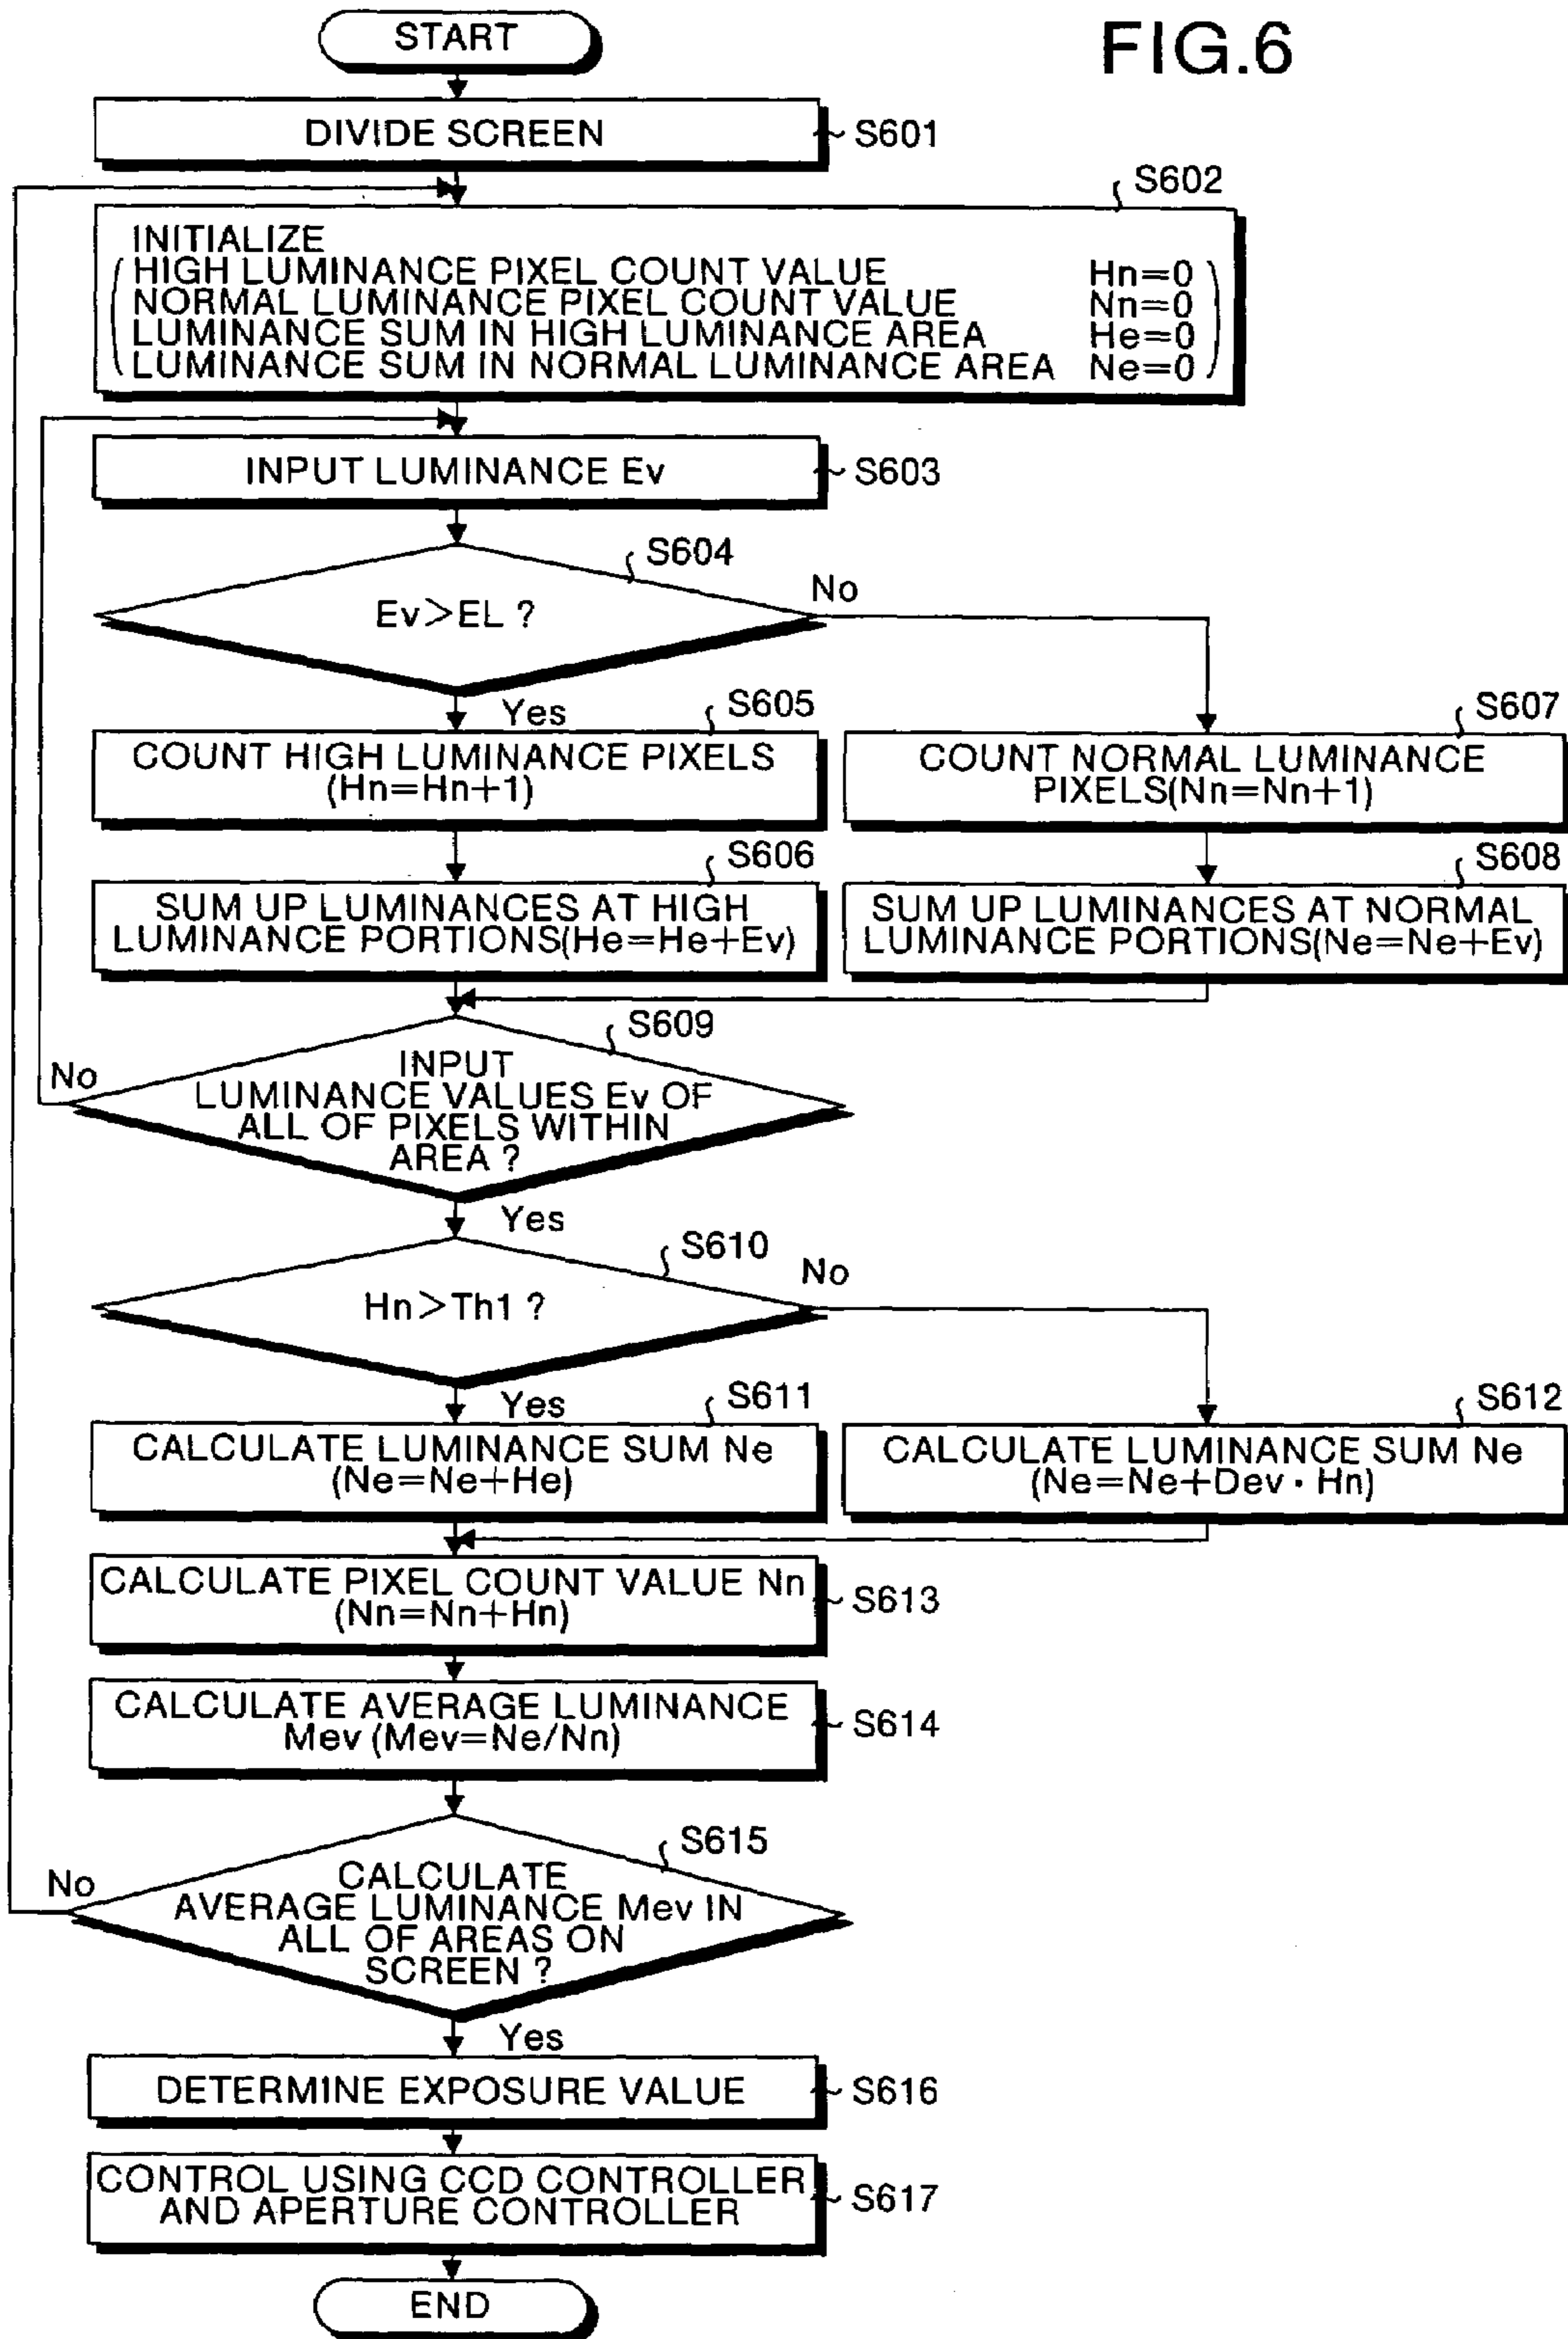 FIG.6
START
DIVIDE SCREEN
S601
S602
INITIALIZE
HIGH LUMINANCE PIXEL COUNT VALUE Hn=0
NORMAL LUMINANCE PIXEL COUNT VALUE Nn=0
LUMINANCE SUM IN HIGH LUMINANCE AREA He=0
LUMINANCE SUM IN NORMAL LUMINANCE AREA Ne=0
INPUT LUMINANCE Ev
S603
S604
Ev>EL ?
No
Yes
S605
COUNT HIGH LUMINANCE PIXELS
(Hn=Hn+1)
S607
COUNT NORMAL LUMINANCE
PIXELS(Nn=Nn+1)
S606
SUM UP LUMINANCES AT HIGH
LUMINANCE PORTIONS(He=He+Ev)
S608
SUM UP LUMINANCES AT NORMAL
LUMINANCE PORTIONS(Ne=Ne+Ev)
S609
No
INPUT
LUMINANCE VALUES Ev OF
ALL OF PIXELS WITHIN
AREA ?
Yes
S610
Hn>Th1 ?
No
Yes
S611
CALCULATE LUMINANCE SUM Ne
(Ne=Ne+He)
S612
CALCULATE LUMINANCE SUM Ne
(Ne=Ne+Dev・Hn)
CALCULATE PIXEL COUNT VALUE Nn
(Nn=Nn+Hn)
S613
CALCULATE AVERAGE LUMINANCE
Mev (Mev=Ne/Nn)
S614
S615
No
CALCULATE
AVERAGE LUMINANCE Mev IN
ALL OF AREAS ON
SCREEN ?
Yes
DETERMINE EXPOSURE VALUE
S616
CONTROL USING CCD CONTROLLER
AND APERTURE CONTROLLER
S617
END